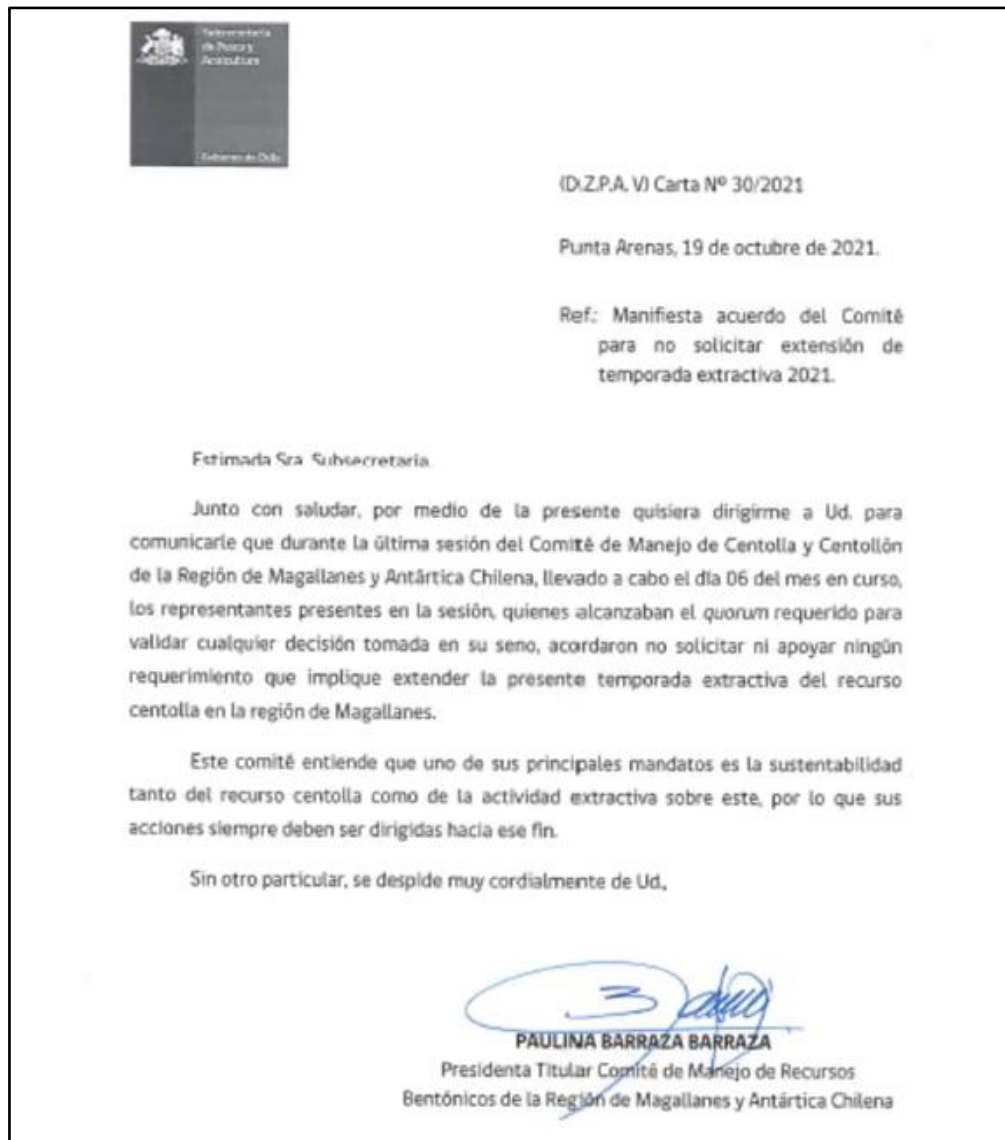 Subsecretaría
de Pesca y
Acuicultura
Gobierno de Chile
(D.Z.P.A. V) Carta Nº 30/2021
Punta Arenas, 19 de octubre de 2021.
Ref.: Manifiesta acuerdo del Comité
para no solicitar extensión de
temporada extractiva 2021.
Estimada Sra. Subsecretaria
Junto con saludar, por medio de la presente quisiera dirigirme a Ud. para
comunicarle que durante la última sesión del Comité de Manejo de Centolla y Centollón
de la Región de Magallanes y Antártica Chilena, llevado a cabo el día 06 del mes en curso,
los representantes presentes en la sesión, quienes alcanzaban el quorum requerido para
validar cualquier decisión tomada en su seno, acordaron no solicitar ni apoyar ningún
requerimiento que implique extender la presente temporada extractiva del recurso
centolla en la región de Magallanes.
Este comité entiende que uno de sus principales mandatos es la sustentabilidad
tanto del recurso centolla como de la actividad extractiva sobre este, por lo que sus
acciones siempre deben ser dirigidas hacia ese fin.
Sin otro particular, se despide muy cordialmente de Ud.,
PAULINA BARRAZA BARRAZA
Presidenta Titular Comité de Manejo de Recursos
Bentónicos de la Región de Magallanes y Antártica Chilena